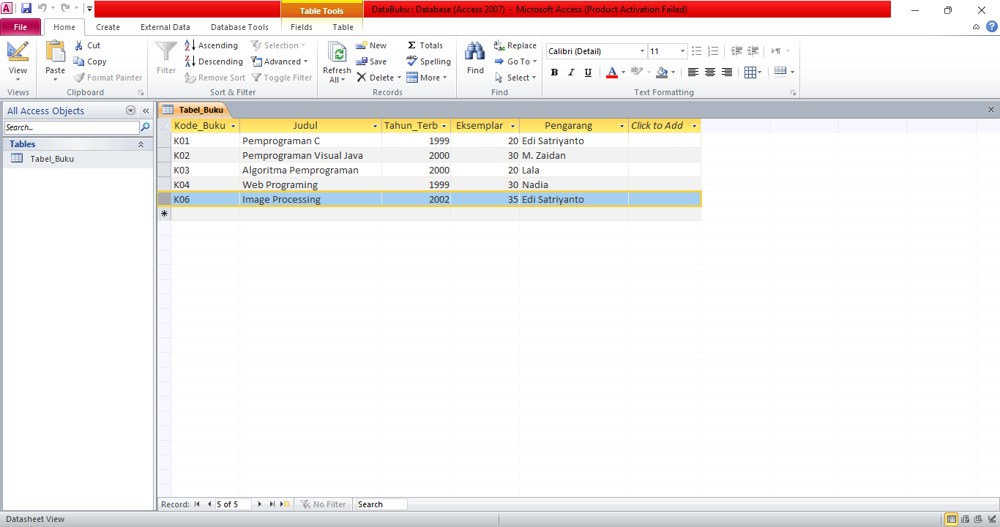 Table Tools DataBuku : Database (Access 2007) - Microsoft Access (Product Activation Failed)
File Home Create External Data Database Tools Fields Table
View Paste Cut Copy Format Painter
Filter Ascending Descending Remove Sort Selection Advanced Toggle Filter
Refresh All New Save Delete Totals Spelling More
Find Replace Go To Select
Calibri (Detail) 11
B I U A ab
Views Clipboard Sort & Filter Records Find Text Formatting
All Access Objects
Search...
Tables
Tabel_Buku
Tabel_Buku
Kode_Buku Judul Tahun_Terb Eksemplar Pengarang Click to Add
K01 Pemprograman C 1999 20 Edi Satriyanto
K02 Pemprograman Visual Java 2000 30 M. Zaidan
K03 Algoritma Pemprograman 2000 20 Lala
K04 Web Programing 1999 30 Nadia
K06 Image Processing 2002 35 Edi Satriyanto
Record: 5 of 5 No Filter Search
Datasheet View